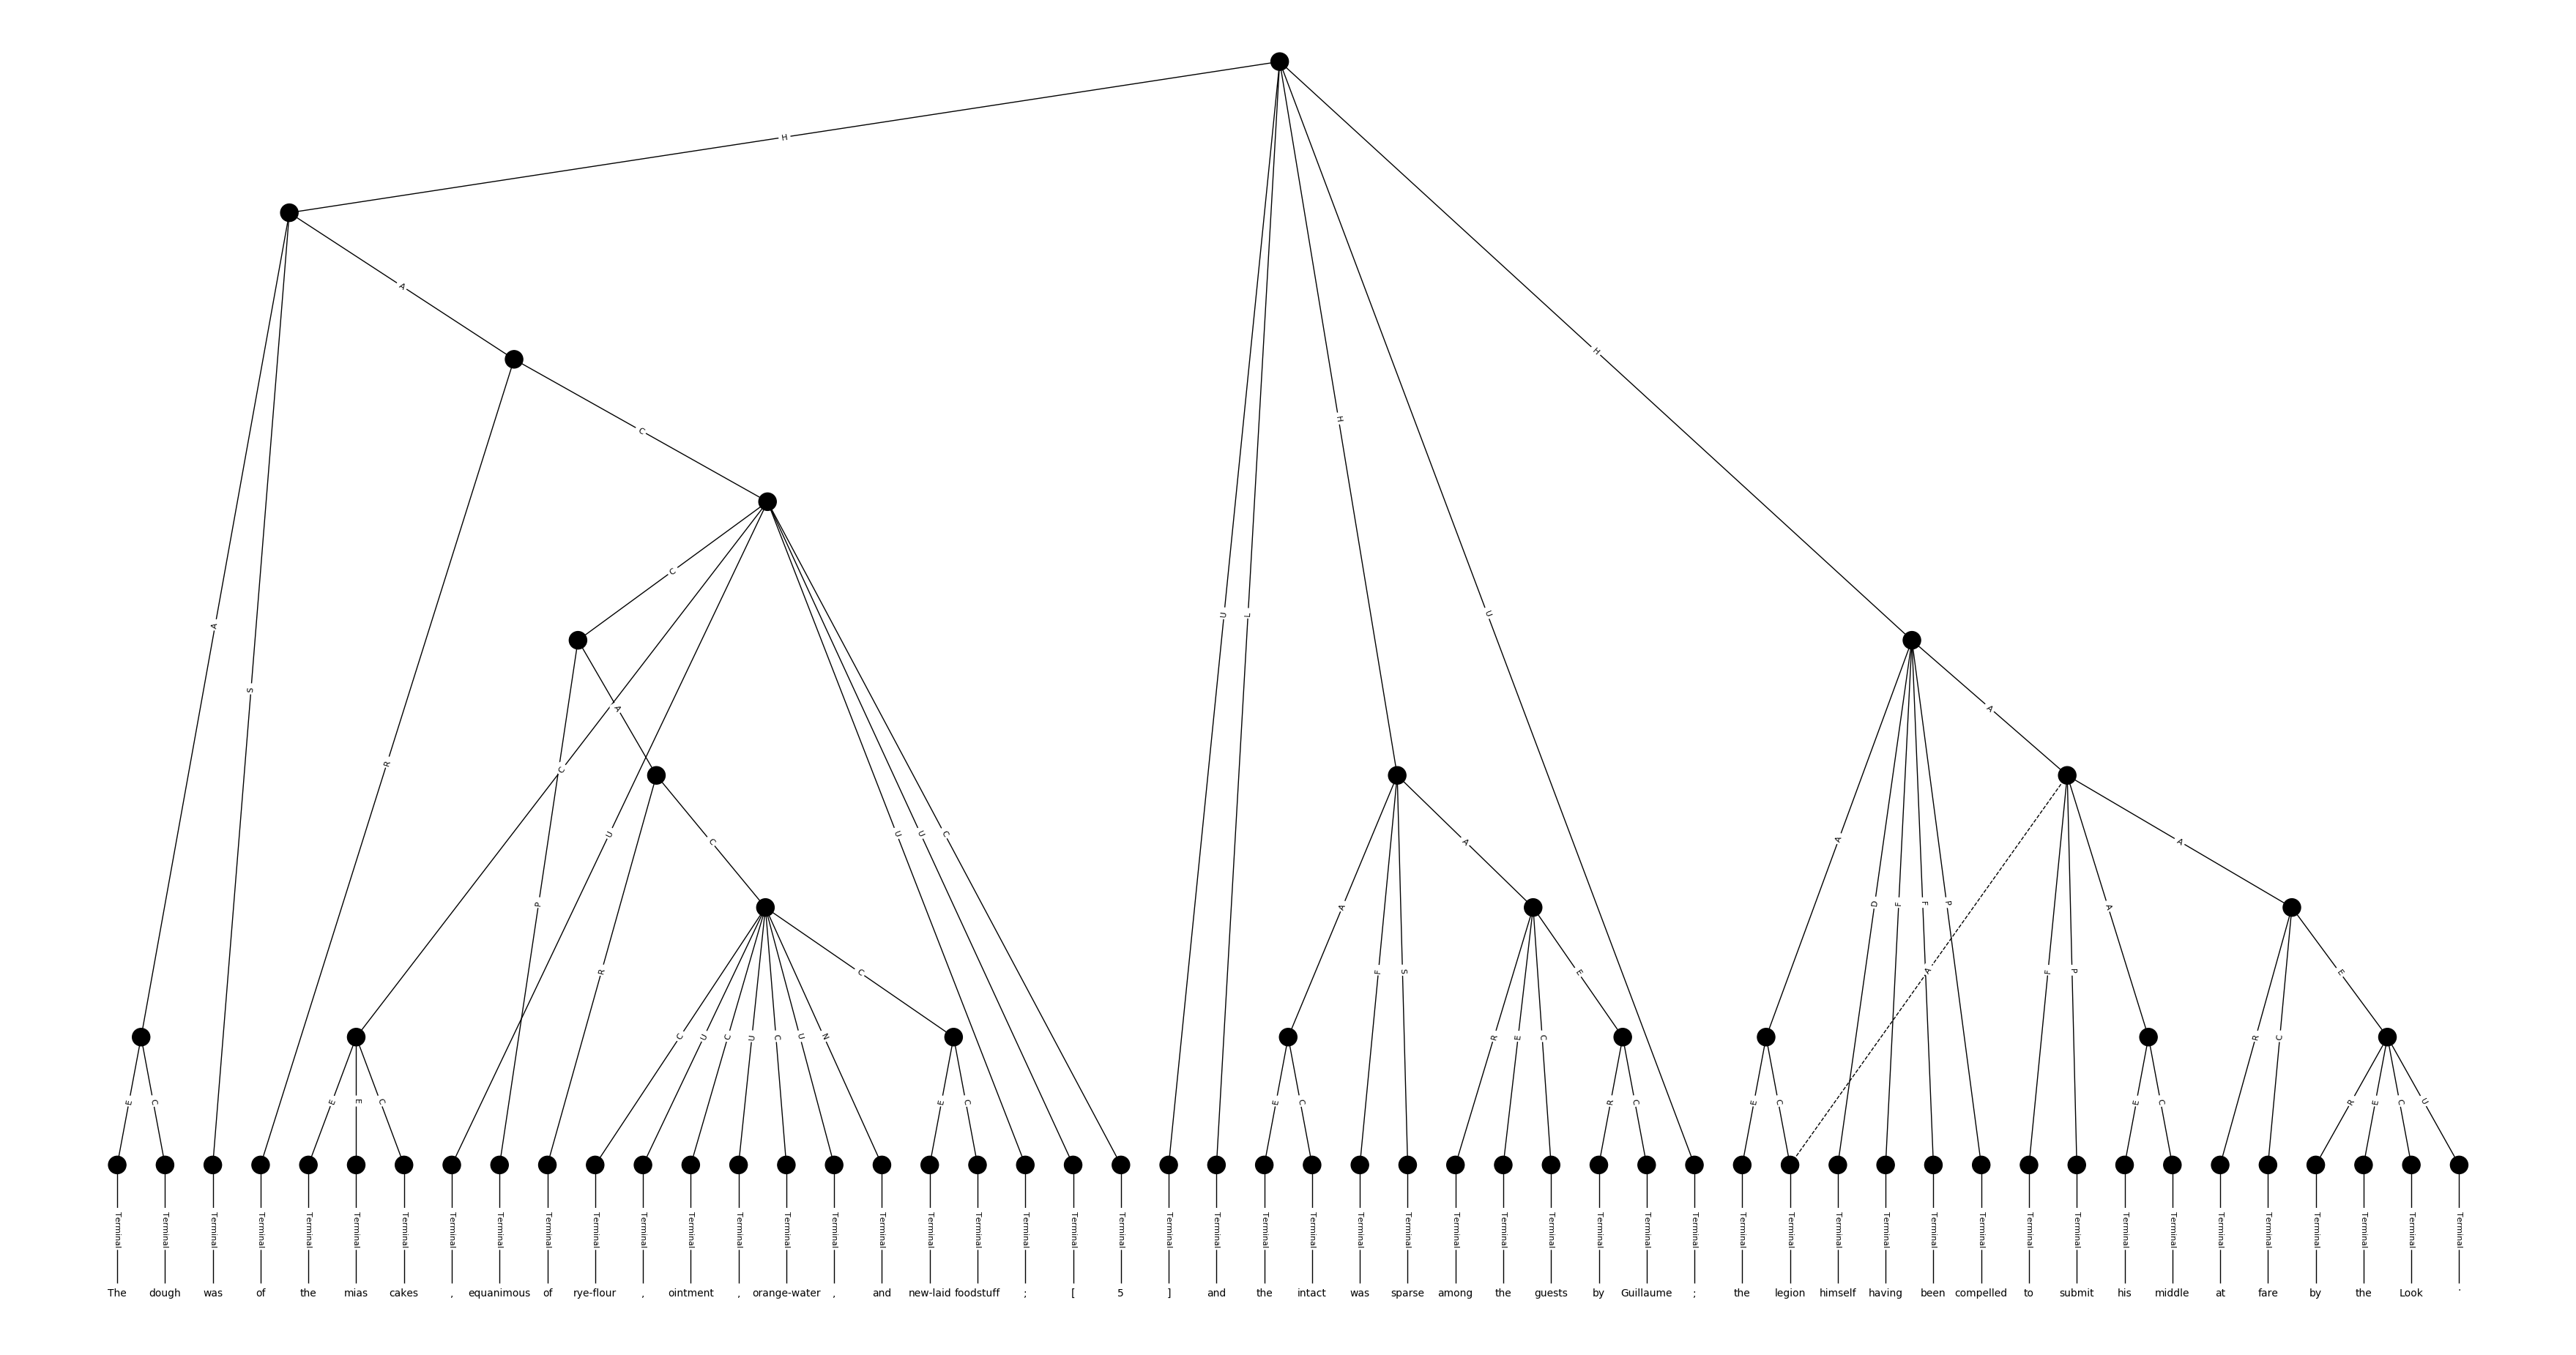 H
A
C
H
C
H
A
S
U
L
U
A
A
R
C
A
A
C
P
U
C
U
U
C
A
D
F
F
P
A
A
R
C
U
C
U
C
U
N
C
A
F
S
R
E
C
E
A
F
P
R
C
E
E
C
E
E
C
E
C
E
C
R
C
E
C
E
C
R
E
C
U
Terminal Terminal Terminal Terminal Terminal Terminal Terminal Terminal Terminal Terminal Terminal Terminal Terminal Terminal Terminal Terminal Terminal Terminal Terminal Terminal Terminal Terminal Terminal Terminal Terminal Terminal Terminal Terminal Terminal Terminal Terminal Terminal Terminal Terminal Terminal Terminal Terminal Terminal Terminal Terminal Terminal Terminal Terminal Terminal Terminal Terminal Terminal Terminal Terminal Terminal
The dough was of the mias cakes , equanimous of rye-flour , ointment , orange-water , and new-laid foodstuff ; [ 5 ] and the intact was sparse among the guests by Guillaume ; the legion himself having been compelled to submit his middle at fare by the Look